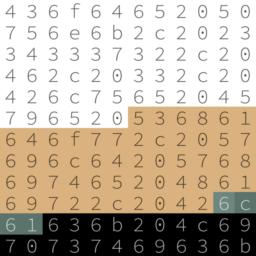 4 3 6 f 6 4 6 5 2 0 5 0
7 5 6 e 6 b 2 c 2 0 2 3
3 4 3 3 3 7 3 2 2 c 2 0
4 6 2 c 2 0 3 3 2 c 2 0
4 2 6 c 7 5 6 5 2 0 4 5
7 9 6 5 2 0 5 3 6 8 6 1
6 4 6 f 7 7 2 c 2 0 5 7
6 9 6 c 6 4 2 0 5 7 6 8
6 9 7 4 6 5 2 0 4 8 6 1
6 9 7 2 2 c 2 0 4 2 6 c
6 1 6 3 6 b 2 0 4 c 6 9
7 0 7 3 7 4 6 9 6 3 6 b